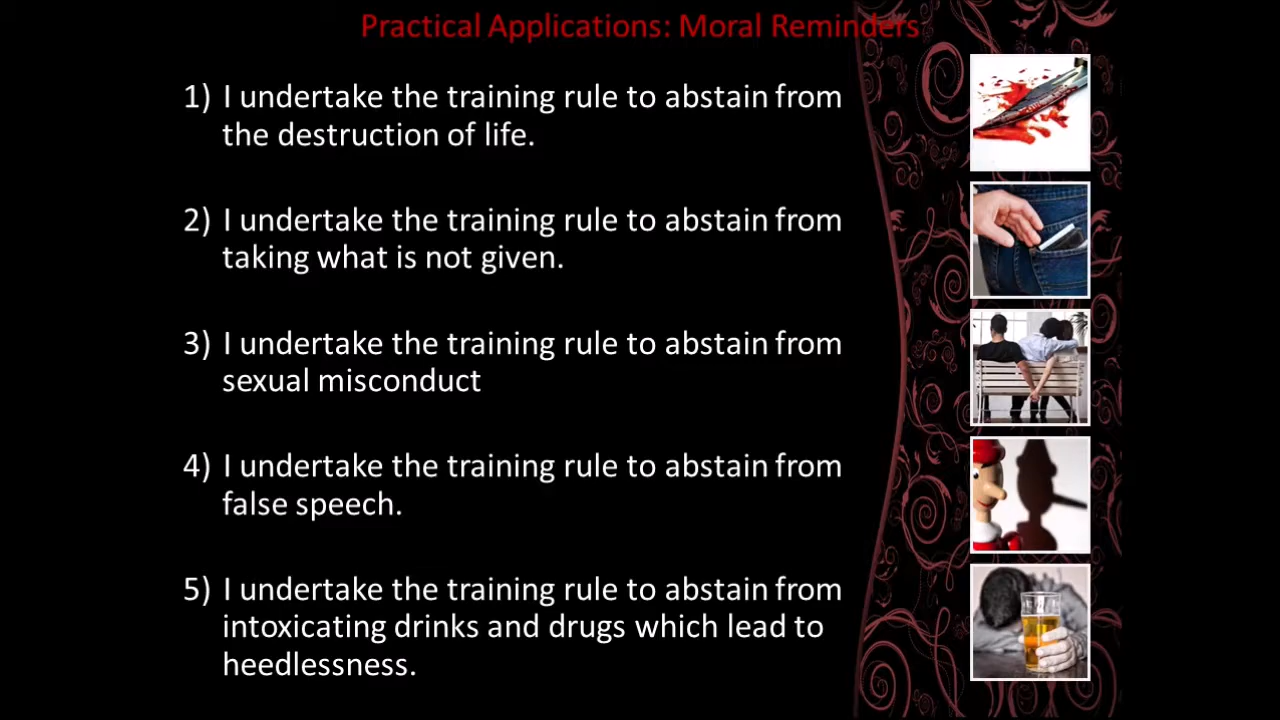 Practical Applications: Moral Reminders
1) I undertake the training rule to abstain from
the destruction of life.
2) I undertake the training rule to abstain from
taking what is not given.
3) I undertake the training rule to abstain from
sexual misconduct
4) I undertake the training rule to abstain from
false speech.
5) I undertake the training rule to abstain from
intoxicating drinks and drugs which lead to
heedlessness.